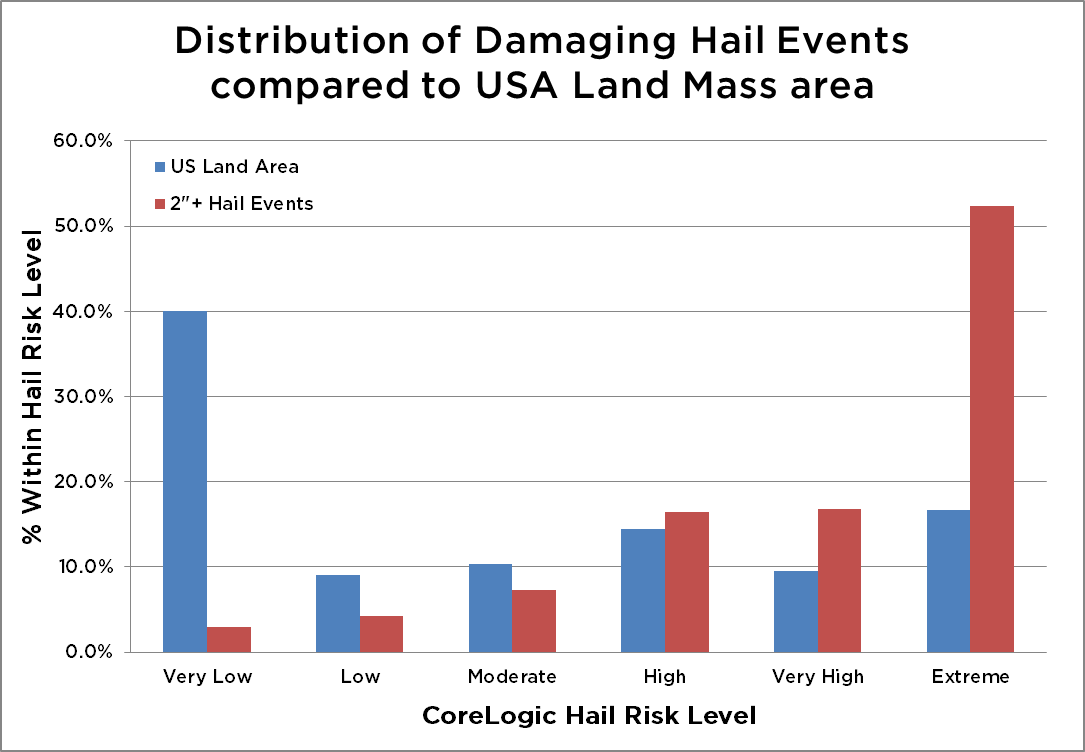 Distribution of Damaging Hail Events
compared to USA Land Mass area
60.0%
50.0%
40.0%
30.0%
20.0%
10.0%
0.0%
% Within Hail Risk Level
US Land Area
2"+ Hail Events
Very Low
Low
Moderate
High
Very High
Extreme
CoreLogic Hail Risk Level